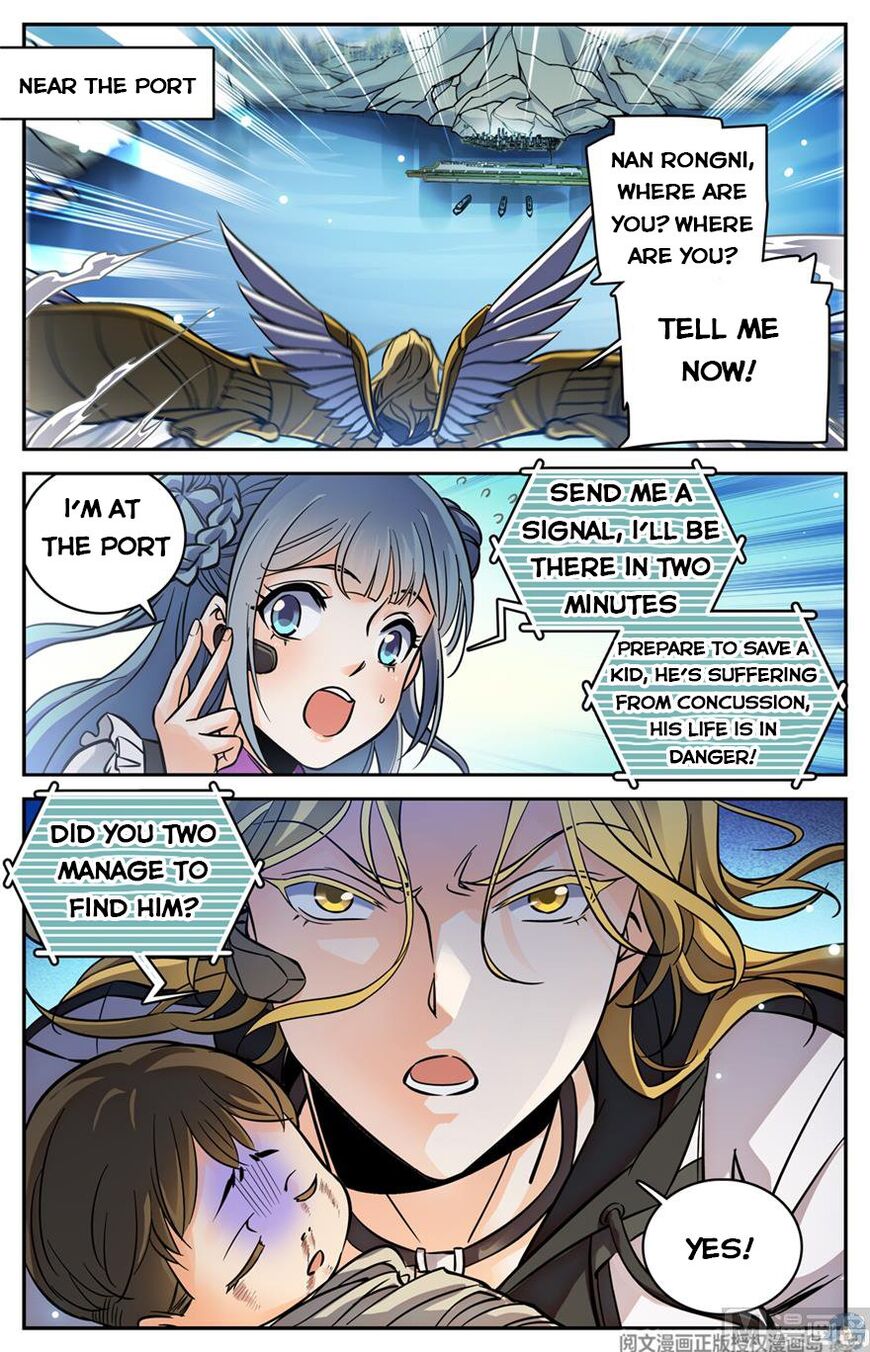 NEAR THE PORT
NAN RONGNI,
WHERE ARE
YOU? WHERE
ARE YOU?
TELL ME
NOW!
I'M AT
THE PORT
SEND ME A
SIGNAL, I'LL BE
THERE IN TWO
MINUTES
PREPARE TO SAVE A
KID, HE'S SUFFERING
FROM CONCUSSION,
HIS LIFE IS IN
DANGER!
DID YOU TWO
MANAGE TO
FIND HIM?
YES!
漫画岛
阅文漫画正版授权漫画岛